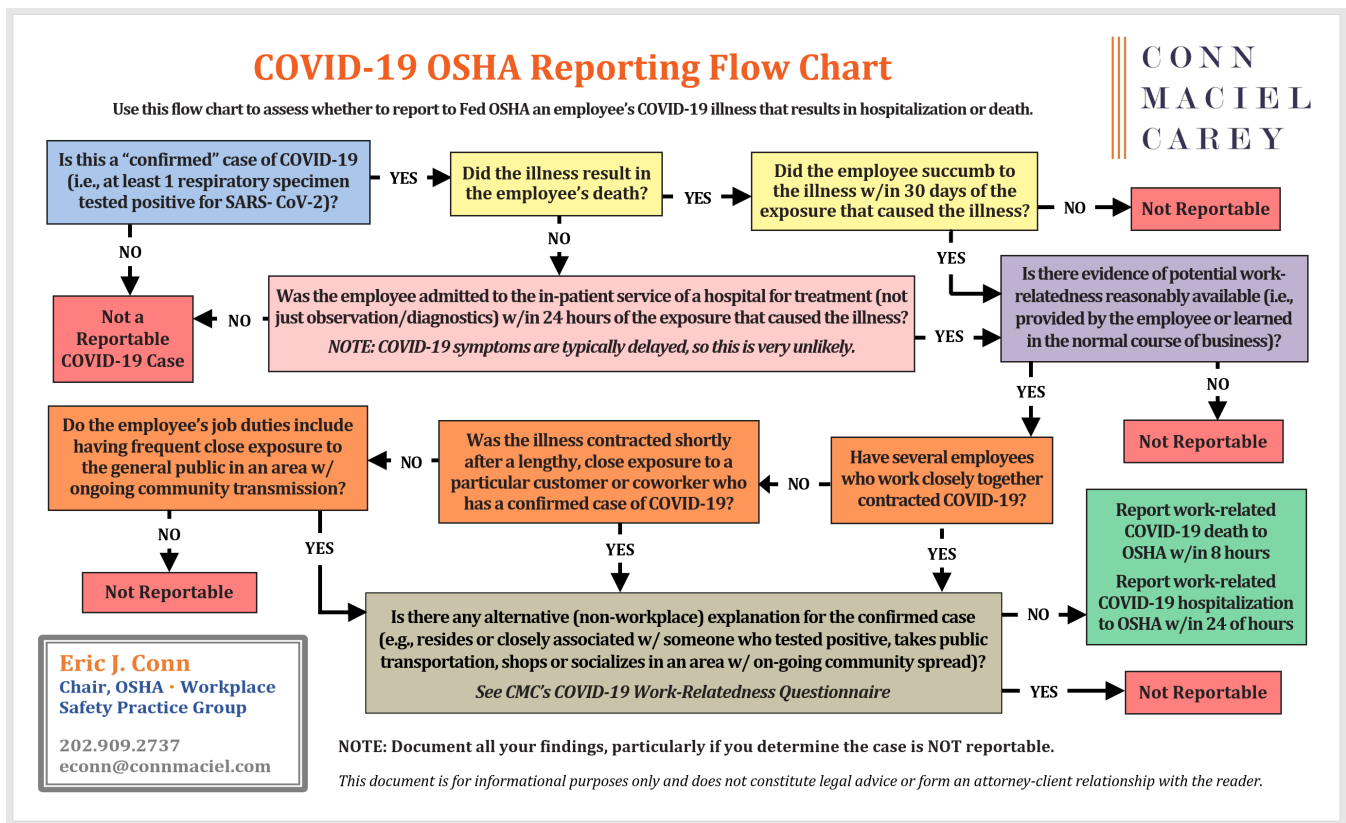 COVID-19 OSHA Reporting Flow Chart
CONN
MACIEL
CAREY
Use this flow chart to assess whether to report to Fed OSHA an employee's COVID-19 illness that results in hospitalization or death.
Is this a “confirmed” case of COVID-19
(i.e., at least 1 respiratory specimen
tested positive for SARS- CoV-2)?
YES
Did the illness result in
the employee's death?
YES
Did the employee succumb to
the illness w/in 30 days of the
exposure that caused the illness?
NO
Not Reportable
NO
NO
YES
Not a
Reportable
COVID-19 Case
NO
Was the employee admitted to the in-patient service of a hospital for treatment (not
just observation/diagnostics) w/in 24 hours of the exposure that caused the illness?
NOTE: COVID-19 symptoms are typically delayed, so this is very unlikely.
YES
Is there evidence of potential work-
relatedness reasonably available (i.e.,
provided by the employee or learned
in the normal course of business)?
YES
NO
Not Reportable
Do the employee's job duties include
having frequent close exposure to
the general public in an area w/
ongoing community transmission?
NO
Was the illness contracted shortly
after a lengthy, close exposure to a
particular customer or coworker who
has a confirmed case of COVID-19?
NO
Have several employees
who work closely together
contracted COVID-19?
NO
YES
YES
YES
Not Reportable
Report work-related
COVID-19 death to
OSHA w/in 8 hours
Report work-related
COVID-19 hospitalization
to OSHA w/in 24 of hours
Is there any alternative (non-workplace) explanation for the confirmed case
(e.g., resides or closely associated w/ someone who tested positive, takes public
transportation, shops or socializes in an area w/ on-going community spread)?
See CMC's COVID-19 Work-Relatedness Questionnaire
NO
YES
Not Reportable
Eric J. Conn
Chair, OSHA · Workplace
Safety Practice Group
202.909.2737
econn@connmaciel.com
NOTE: Document all your findings, particularly if you determine the case is NOT reportable.
This document is for informational purposes only and does not constitute legal advice or form an attorney-client relationship with the reader.